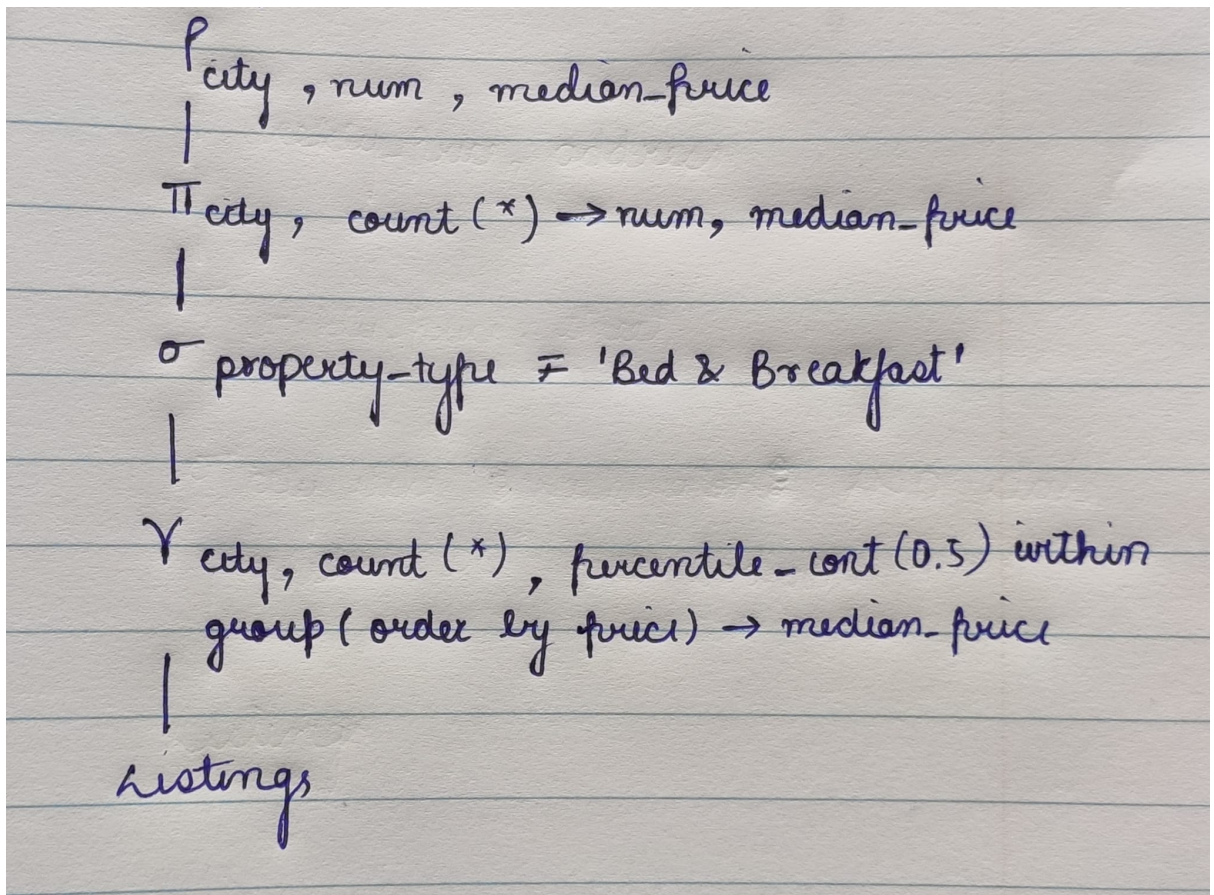 ρ city, num, median_price
π city, count(*) → num, median_price
σ property_type ≠ 'Bed & Breakfast'
γ city, count(*), percentile_cont(0.5) within
group (order by price) → median_price
Listings